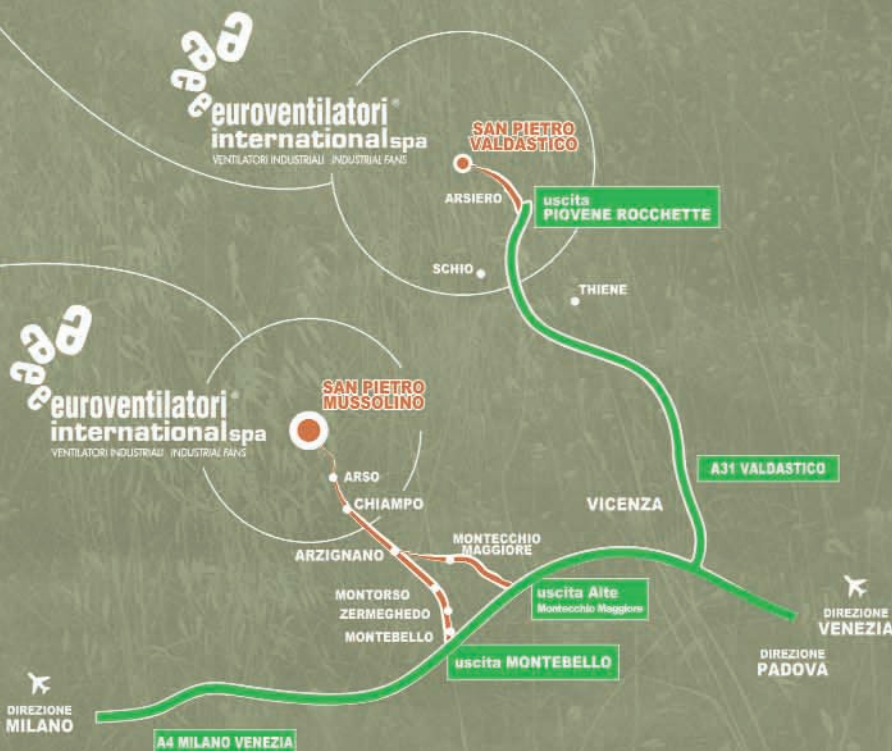 euroventilatori®
internationalspa
VENTILATORI INDUSTRIALI INDUSTRIAL FANS
SAN PIETRO
VALDASTICO
ARSIERO
uscita
PIOVENE ROCCHETTE
SCHIO
THIENE
euroventilatori®
internationalspa
VENTILATORI INDUSTRIALI INDUSTRIAL FANS
SAN PIETRO
MUSSOLINO
ARSO
CHIAMPO
A31 VALDASTICO
VICENZA
MONTECCHIO
MAGGIORE
ARZIGNANO
MONTORSO
ZERMEGHEDO
MONTEBELLO
uscita Alte
Montecchio Maggiore
uscita MONTEBELLO
DIREZIONE
VENEZIA
DIREZIONE
PADOVA
DIREZIONE
MILANO
A4 MILANO VENEZIA